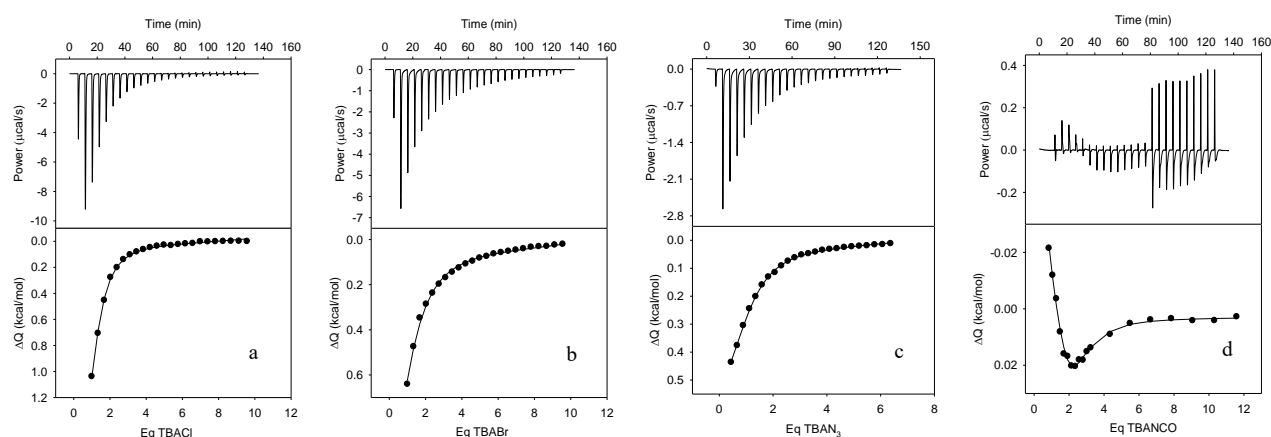 Time (min)
0 20 40 60 80 100 120 140 160
Power (µcal/s)
0
-2
-4
-6
-8
-10
ΔQ (kcal/mol)
0.0
0.2
0.4
0.6
0.8
1.0
1.2
a
0 2 4 6 8 10 12
Eq TBACl
Time (min)
0 20 40 60 80 100 120 140 160
Power (µcal/s)
0
-1
-2
-3
-4
-5
-6
-7
ΔQ (kcal/mol)
0.0
0.2
0.4
0.6
b
0 2 4 6 8 10 12
Eq TBABr
Time (min)
0 30 60 90 120 150
Power (µcal/s)
0.0
-0.7
-1.4
-2.1
-2.8
ΔQ (kcal/mol)
0.0
0.1
0.2
0.3
0.4
0.5
c
0 2 4 6 8
Eq TBAN₃
Time (min)
0 20 40 60 80 100 120 140 160
Power (µcal/s)
0.4
0.2
0.0
-0.2
ΔQ (kcal/mol)
-0.02
0.00
0.02
d
0 2 4 6 8 10 12
Eq TBANCO